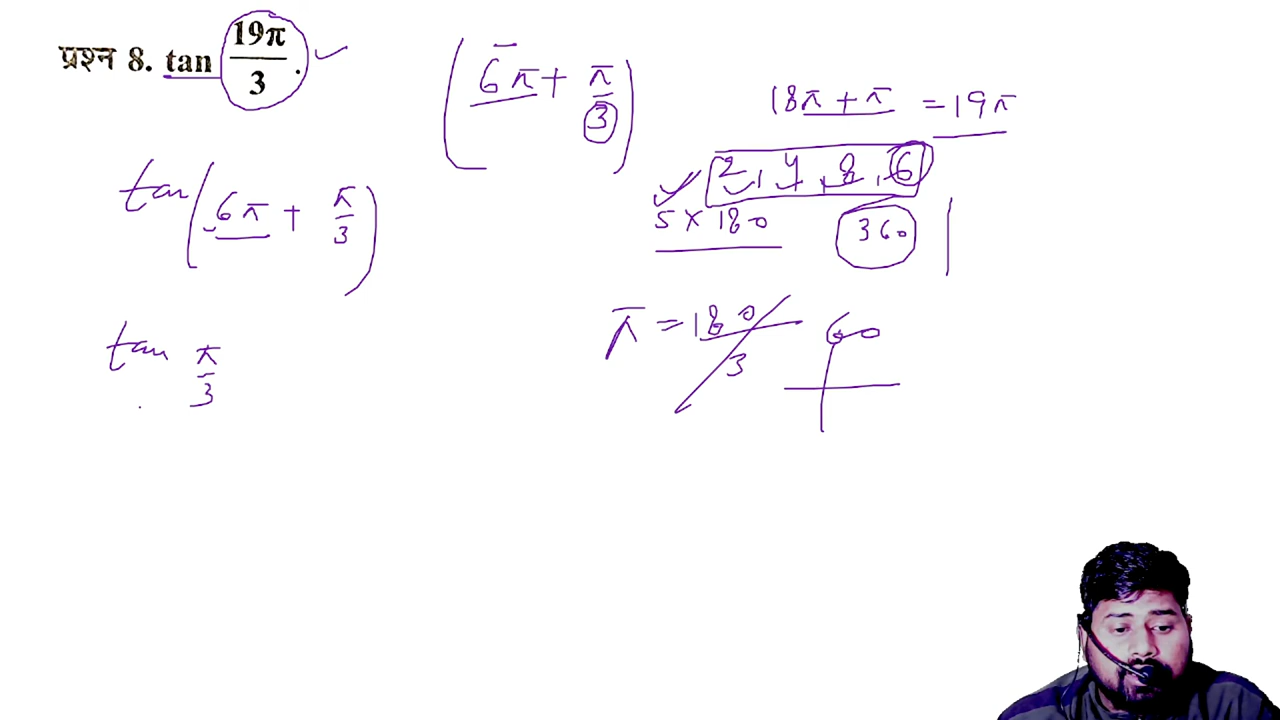 प्रश्न 8. tan 19π/3.
(6π + π/3)
18π + π = 19π
2, 4, 8, 6
5 × 180
360
tan(6π + π/3)
π = 180/3 60
tan π/3